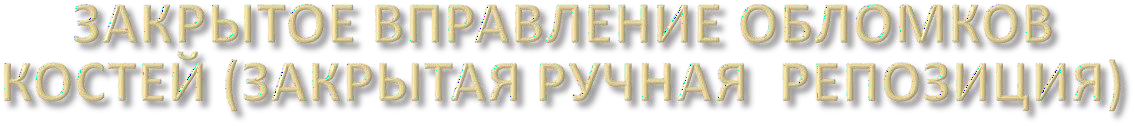 ЗАКРЫТОЕ ВПРАВЛЕНИЕ ОБЛОМКОВ
КОСТЕЙ (ЗАКРЫТАЯ РУЧНАЯ РЕПОЗИЦИЯ)